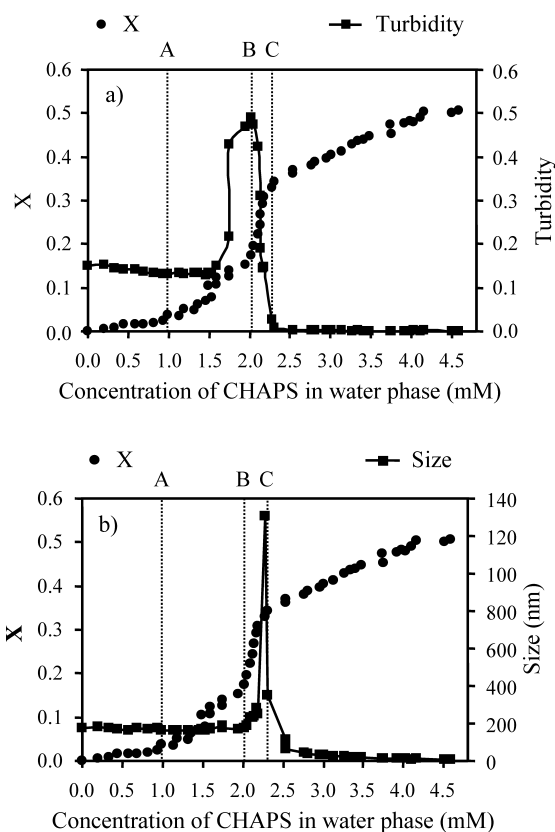 X Turbidity
A B C
a)
0.6 0.6
0.5 0.5
0.4 0.4
0.3 0.3
0.2 0.2
0.1 0.1
0.0 0.0
X
Turbidity
0.0 0.5 1.0 1.5 2.0 2.5 3.0 3.5 4.0 4.5
Concentration of CHAPS in water phase (mM)
X Size
A B C
b)
0.6 140
0.5 120
0.4 100
0.3 800
0.2 600
0.1 400
0.0 200
0
X
Size (nm)
0.0 0.5 1.0 1.5 2.0 2.5 3.0 3.5 4.0 4.5
Concentration of CHAPS in water phase (mM)